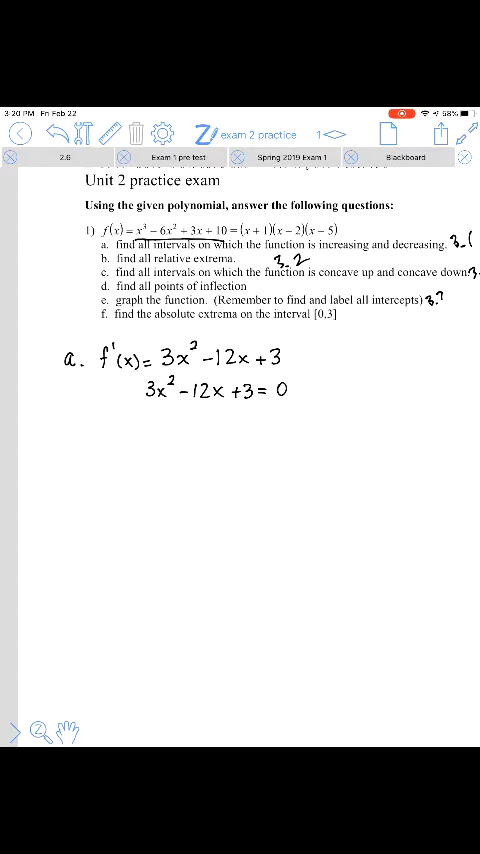 3:20 PM Fri Feb 22 58%
exam 2 practice 1
2.6 Exam 1 pre test Spring 2019 Exam 1 Blackboard
Unit 2 practice exam
Using the given polynomial, answer the following questions:
1) f(x) = x³ − 6x² + 3x + 10 = (x + 1)(x − 2)(x − 5)
a. find all intervals on which the function is increasing and decreasing. 3.1
b. find all relative extrema. 3.2
c. find all intervals on which the function is concave up and concave down. 3.
d. find all points of inflection
e. graph the function. (Remember to find and label all intercepts) 3.?
f. find the absolute extrema on the interval [0,3]
a. f'(x) = 3x² − 12x + 3
3x² − 12x + 3 = 0